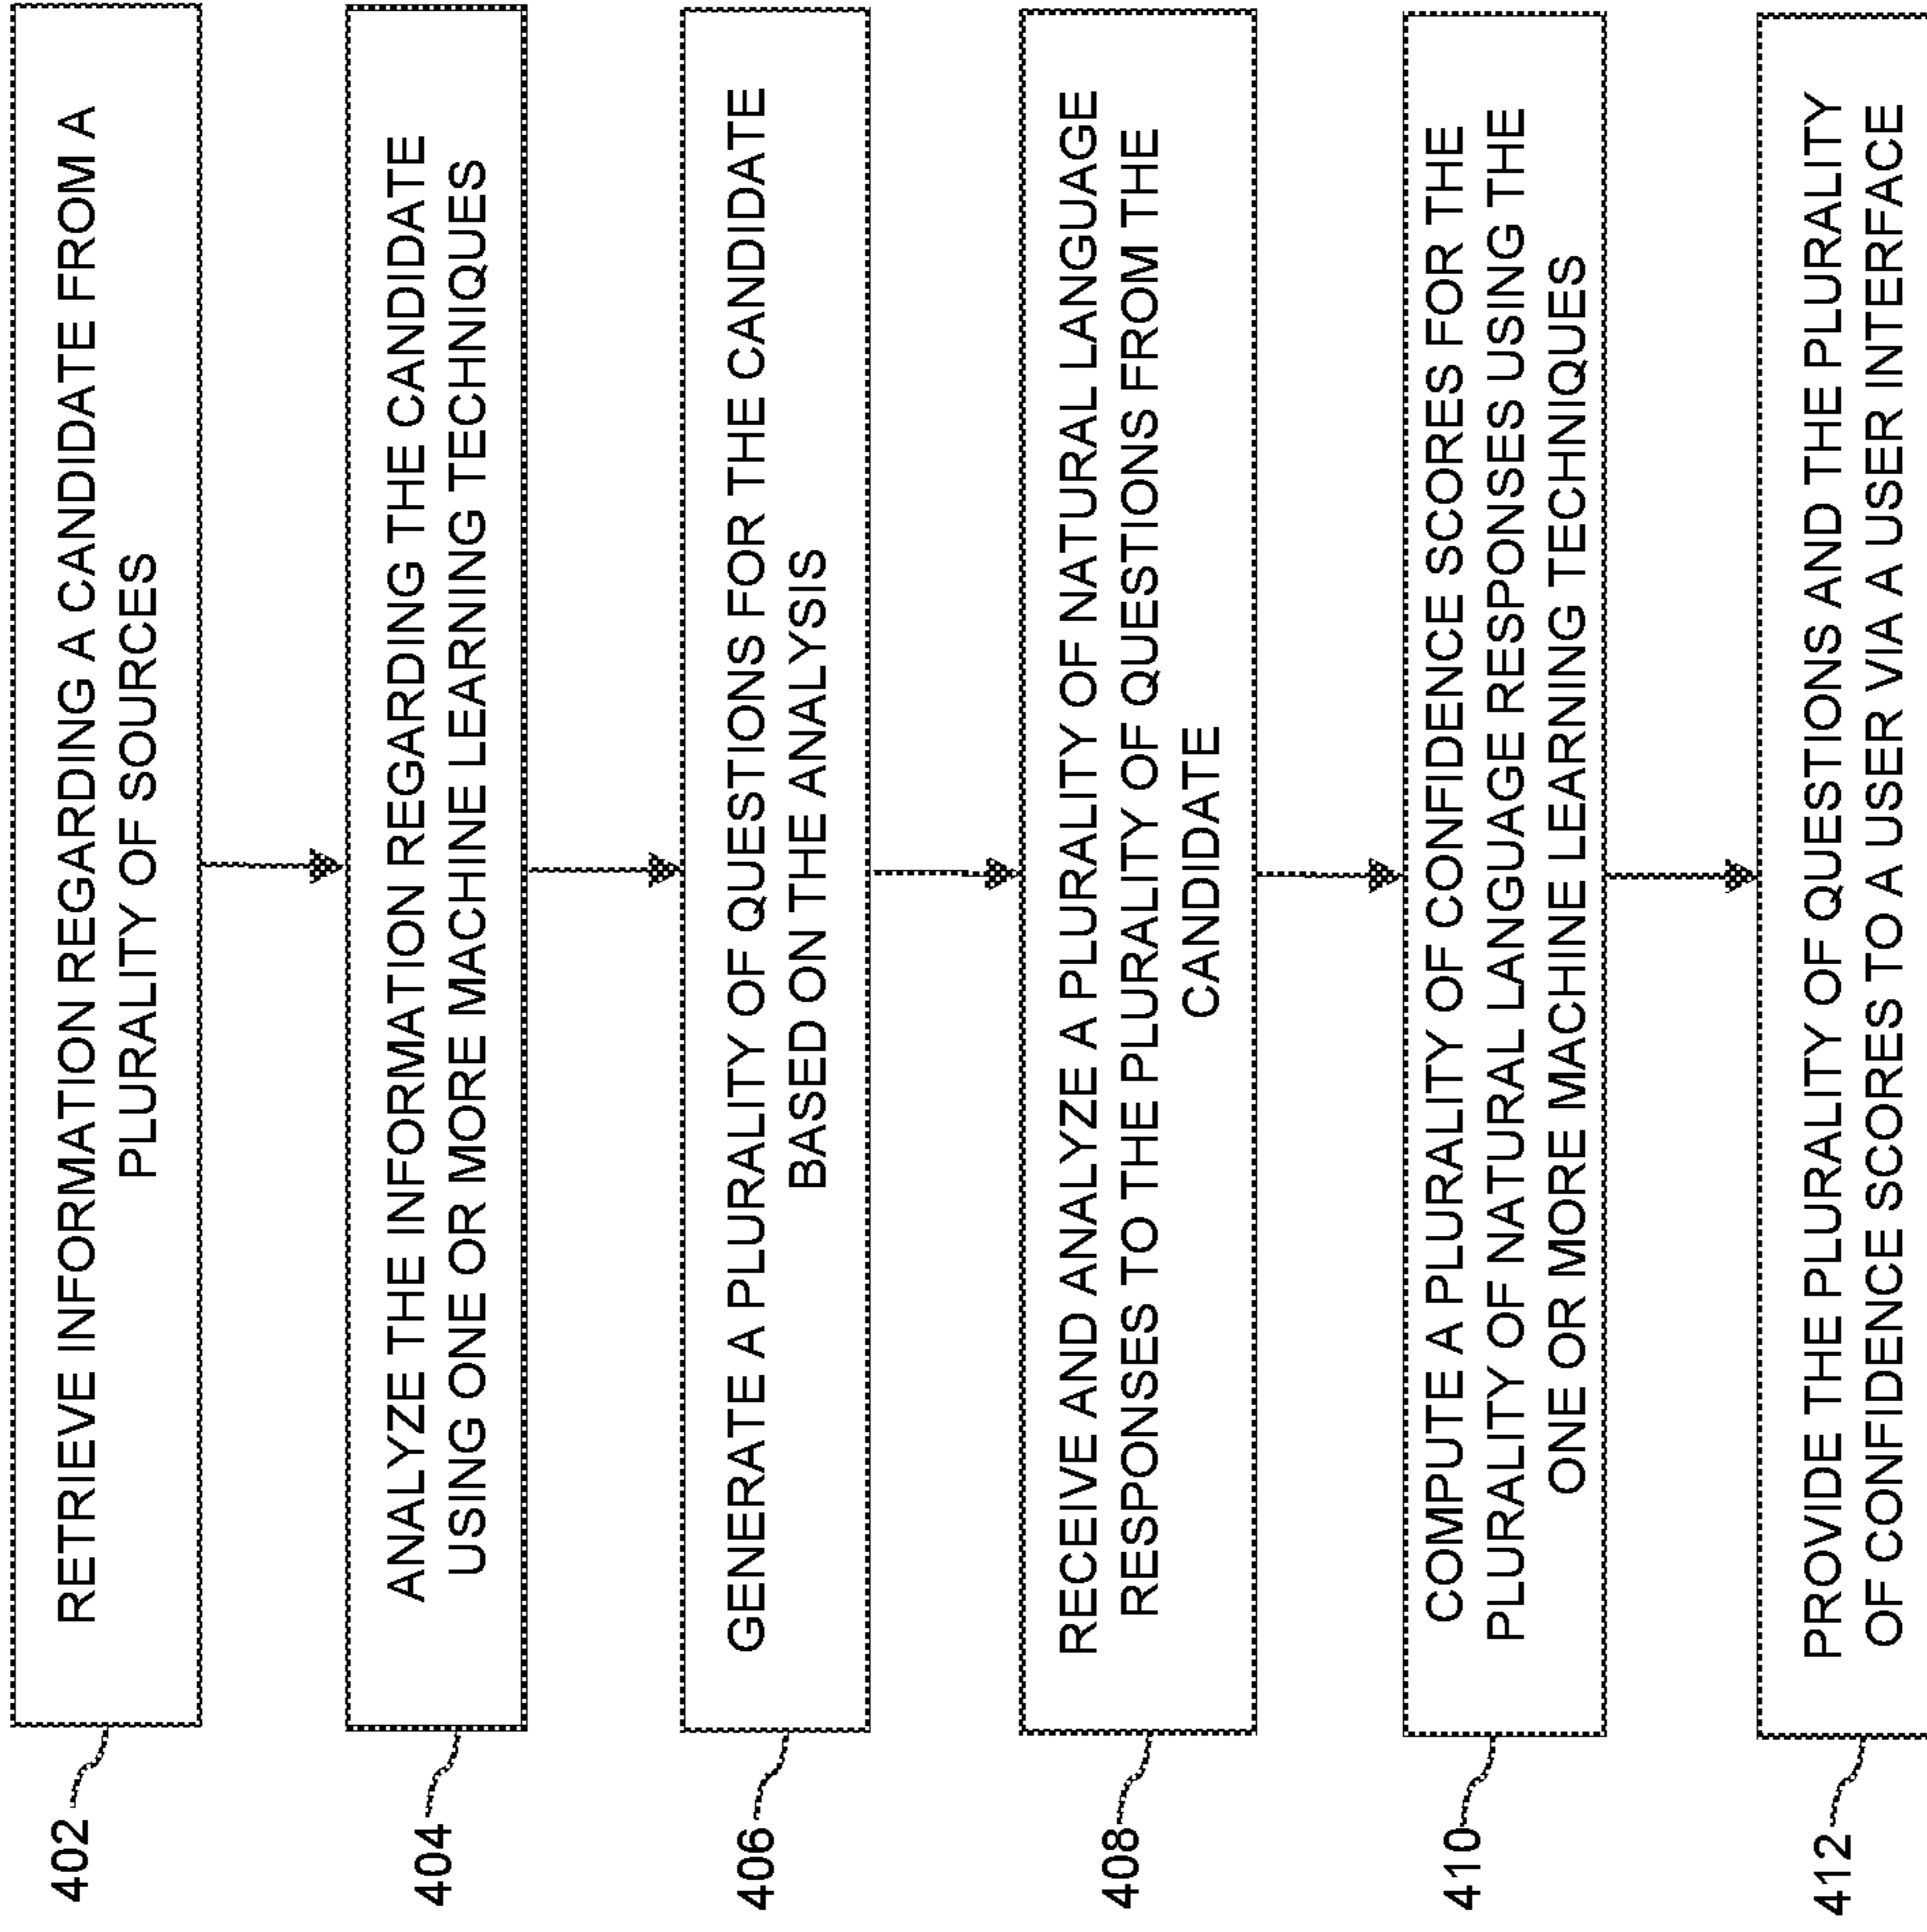 402
RETRIEVE INFORMATION REGARDING A CANDIDATE FROM A
PLURALITY OF SOURCES
404
ANALYZE THE INFORMATION REGARDING THE CANDIDATE
USING ONE OR MORE MACHINE LEARNING TECHNIQUES
406
GENERATE A PLURALITY OF QUESTIONS FOR THE CANDIDATE
BASED ON THE ANALYSIS
408
RECEIVE AND ANALYZE A PLURALITY OF NATURAL LANGUAGE
RESPONSES TO THE PLURALITY OF QUESTIONS FROM THE
CANDIDATE
410
COMPUTE A PLURALITY OF CONFIDENCE SCORES FOR THE
PLURALITY OF NATURAL LANGUAGE RESPONSES USING THE
ONE OR MORE MACHINE LEARNING TECHNIQUES
412
PROVIDE THE PLURALITY OF QUESTIONS AND THE PLURALITY
OF CONFIDENCE SCORES TO A USER VIA A USER INTERFACE